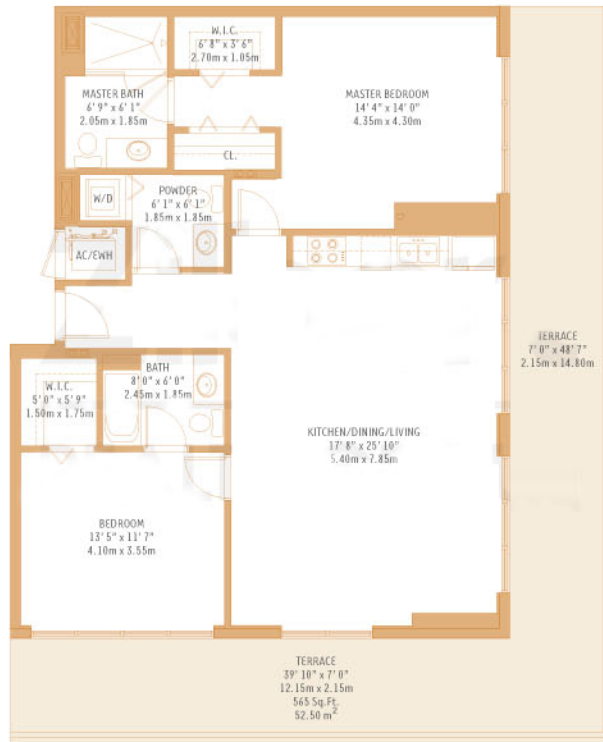 W.I.C.
6' 8" x 3' 6"
2.70m x 1.05m
MASTER BATH
6' 9" x 6' 1"
2.05m x 1.85m
MASTER BEDROOM
14' 4" x 14' 0"
4.35m x 4.30m
CL.
W/D
POWDER
6' 1" x 6' 1"
1.85m x 1.85m
AC/EWH
TERRACE
7' 0" x 48' 7"
2.15m x 14.80m
W.I.C.
5' 0" x 5' 9"
1.50m x 1.75m
BATH
8' 0" x 6' 0"
2.45m x 1.85m
KITCHEN/DINING/LIVING
17' 8" x 25' 10"
5.40m x 7.85m
BEDROOM
13' 5" x 11' 7"
4.10m x 3.55m
TERRACE
39' 10" x 7' 0"
12.15m x 2.15m
565 Sq.Ft.
52.50 m²